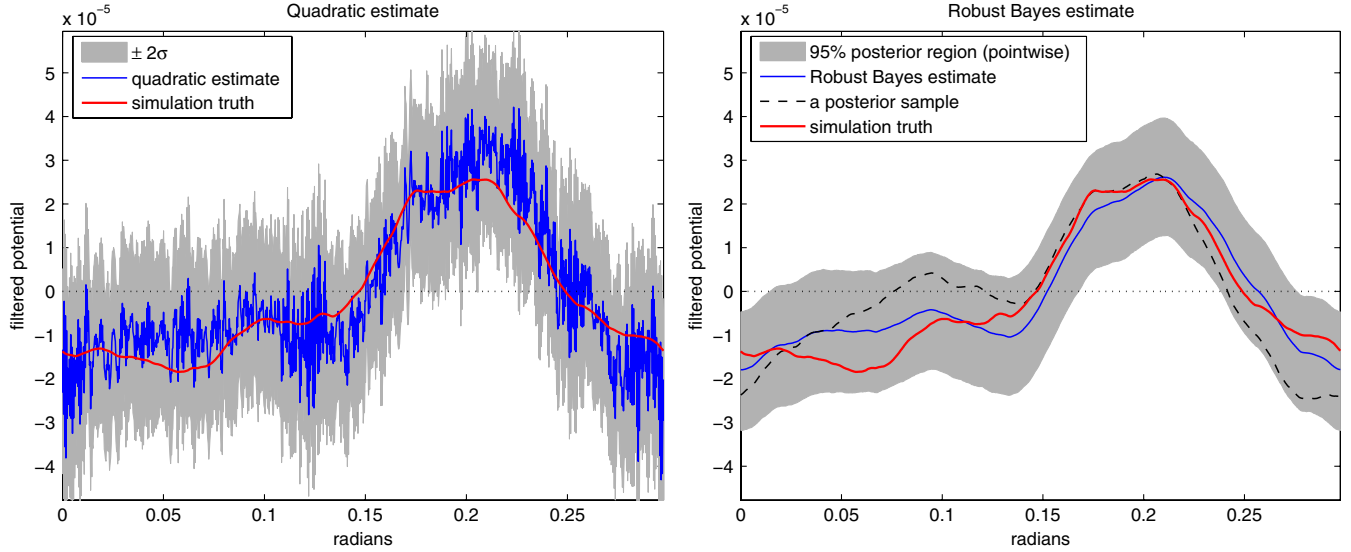 Quadratic estimate
x 10⁻⁵
± 2σ
quadratic estimate
simulation truth
filtered potential
5
4
3
2
1
0
−1
−2
−3
−4
0 0.05 0.1 0.15 0.2 0.25
radians
Robust Bayes estimate
x 10⁻⁵
95% posterior region (pointwise)
Robust Bayes estimate
a posterior sample
simulation truth
filtered potential
5
4
3
2
1
0
−1
−2
−3
−4
0 0.05 0.1 0.15 0.2 0.25
radians